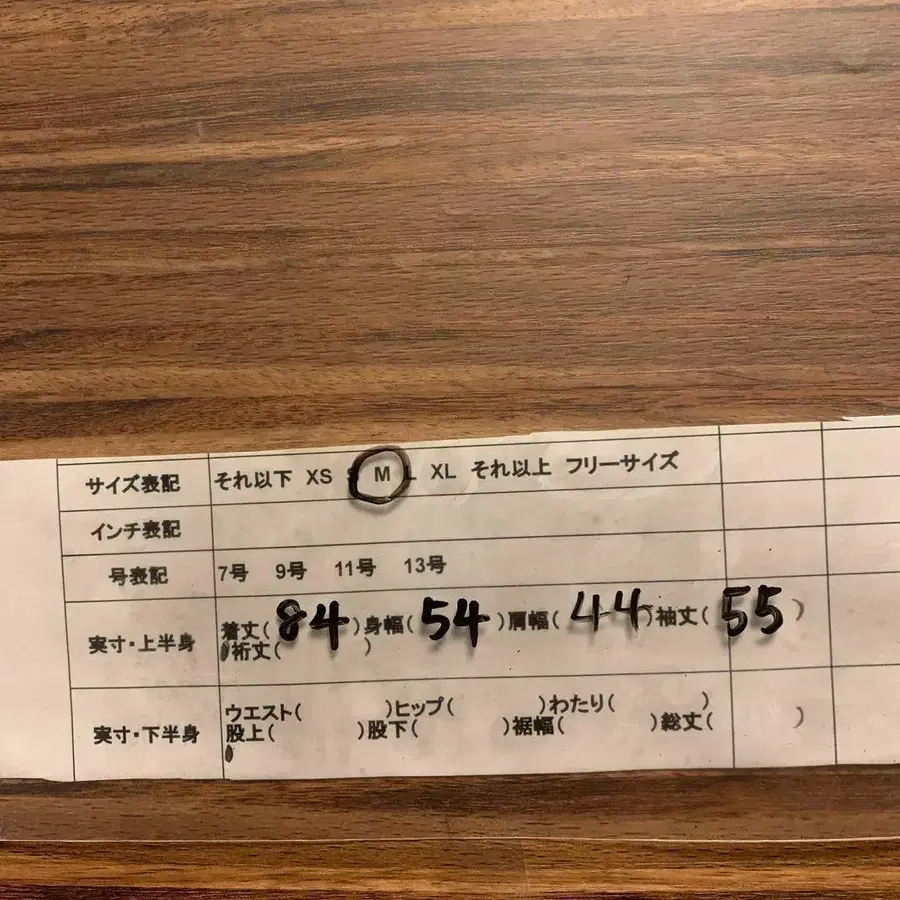 サイズ表記 それ以下 XS S M L XL それ以上 フリーサイズ
インチ表記
号表記 7号 9号 11号 13号
実寸・上半身 着丈(84)身幅(54)肩幅(44)袖丈(55)
裄丈( )
実寸・下半身 ウエスト( )ヒップ( )わたり( )
股上( )股下( )裾幅( )総丈( )